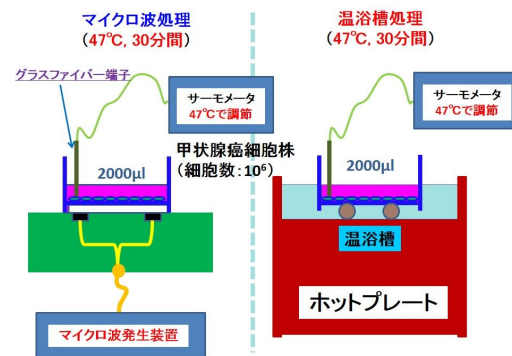 マイクロ波処理
(47℃, 30分間)
グラスファイバー端子
サーモメータ
47℃で調節
2000μl
甲状腺癌細胞株
(細胞数:10⁶)
マイクロ波発生装置
温浴槽処理
(47℃, 30分間)
サーモメータ
47℃で調節
2000μl
温浴槽
ホットプレート